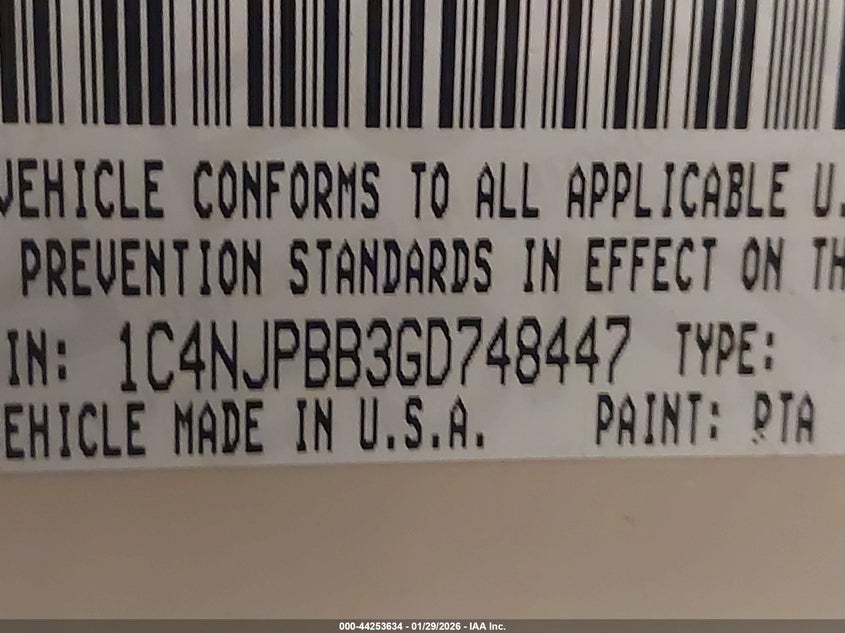 VEHICLE CONFORMS TO ALL APPLICABLE U.
PREVENTION STANDARDS IN EFFECT ON TH
IN: 1C4NJPBB3GD748447 TYPE:
EHICLE MADE IN U.S.A. PAINT: PTA
000-44253634 - 01/29/2026 - IAA Inc.